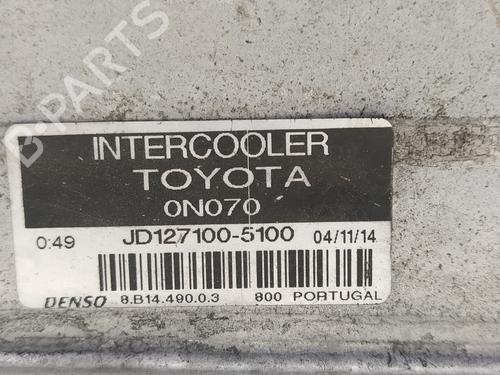 B-PARTS
INTERCOOLER
TOYOTA
0N070
0:49 JD127100-5100 04/11/14
DENSO 8.B14.490.0.3 800 PORTUGAL